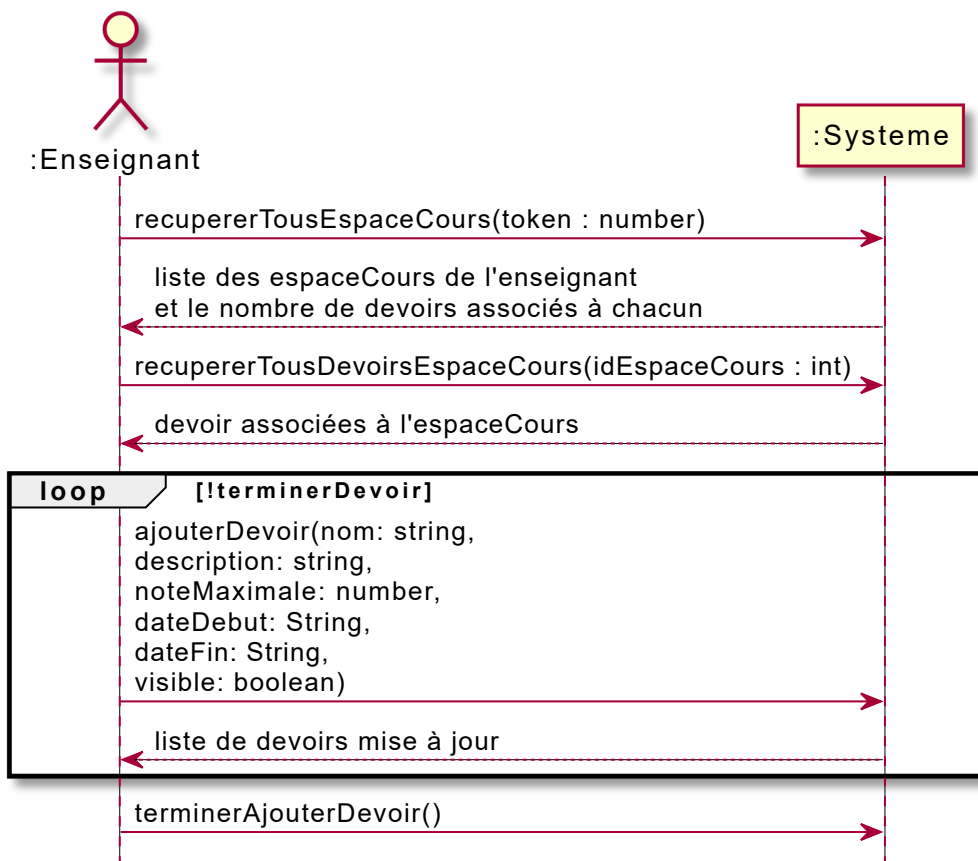 :Enseignant
:Systeme
recupererTousEspaceCours(token : number)
liste des espaceCours de l'enseignant
et le nombre de devoirs associés à chacun
recupererTousDevoirsEspaceCours(idEspaceCours : int)
devoir associées à l'espaceCours
loop [!terminerDevoir]
ajouterDevoir(nom: string,
description: string,
noteMaximale: number,
dateDebut: String,
dateFin: String,
visible: boolean)
liste de devoirs mise à jour
terminerAjouterDevoir()